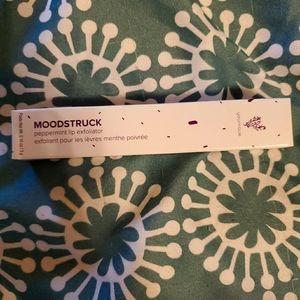 MOODSTRUCK
peppermint lip exfoliator
exfoliant pour les lèvres menthe poivrée